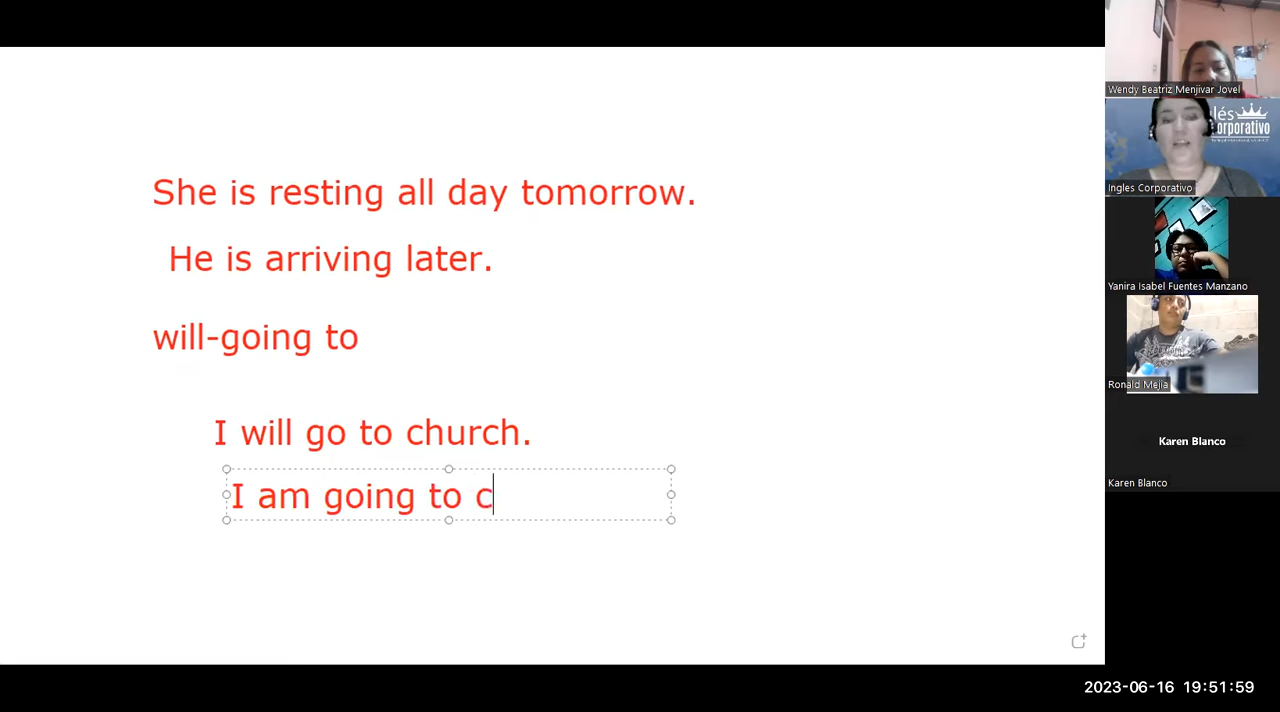 She is resting all day tomorrow.
He is arriving later.
will-going to
I will go to church.
I am going to c
Wendy Beatriz Menjivar Jovel
lés
orporativo
Ingles Corporativo
Yanira Isabel Fuentes Manzano
Ronald Mejia
Karen Blanco
Karen Blanco
2023-06-16 19:51:59